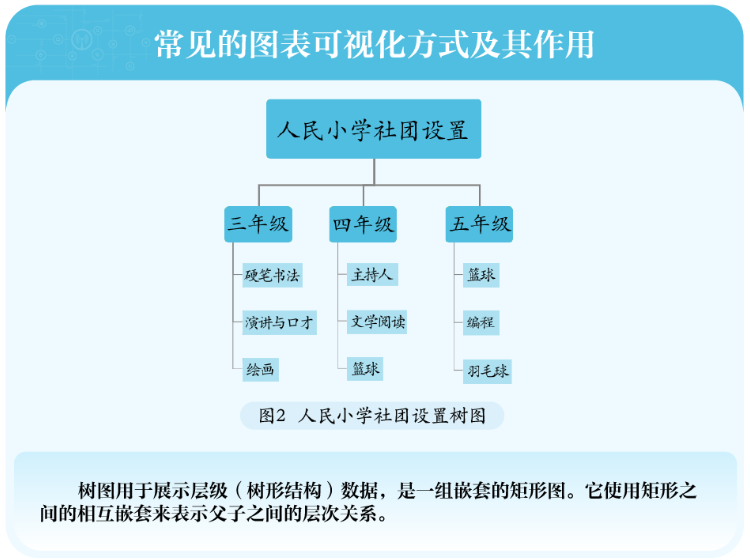 常见的图表可视化方式及其作用
人民小学社团设置
三年级 四年级 五年级
硬笔书法 主持人 篮球
演讲与口才 文学阅读 编程
绘画 篮球 羽毛球
图2 人民小学社团设置树图
树图用于展示层级（树形结构）数据，是一组嵌套的矩形图。它使用矩形之
间的相互嵌套来表示父子之间的层次关系。